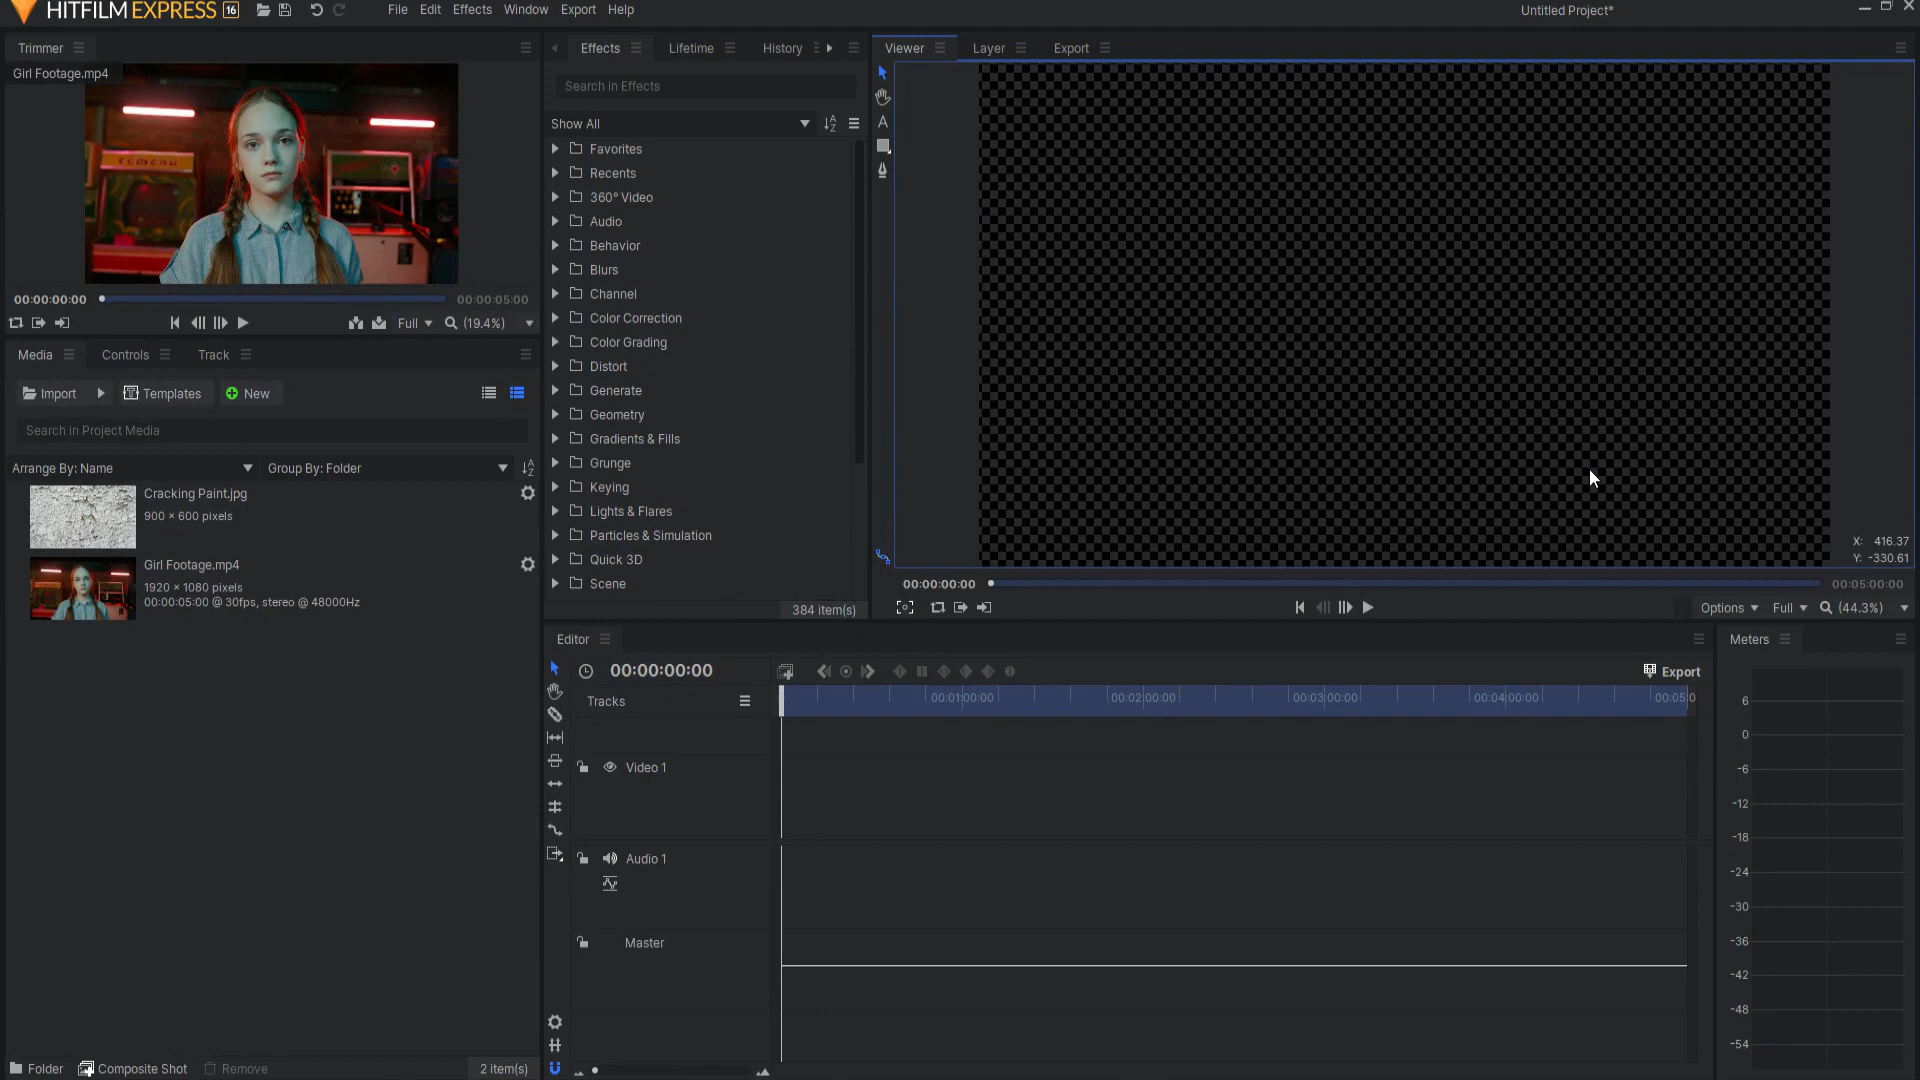 HITFILM EXPRESS 16
File Edit Effects Window Export Help
Untitled Project*
Trimmer
Girl Footage.mp4
00:00:00:00
00:00:05:00
Full
(19.4%)
Media
Controls
Track
Import
Templates
New
Search in Project Media
Arrange By: Name
Group By: Folder
Cracking Paint.jpg
900 × 600 pixels
Girl Footage.mp4
1920 × 1080 pixels
00:00:05:00 @ 30fps, stereo @ 48000Hz
Folder
Composite Shot
Remove
2 item(s)
Effects
Lifetime
History
Search in Effects
Show All
Favorites
Recents
360° Video
Audio
Behavior
Blurs
Channel
Color Correction
Color Grading
Distort
Generate
Geometry
Gradients & Fills
Grunge
Keying
Lights & Flares
Particles & Simulation
Quick 3D
Scene
384 item(s)
Viewer
Layer
Export
A
X: 416.37
Y: -330.61
00:00:00:00
00:05:00:00
Options
Full
(44.3%)
Editor
00:00:00:00
Export
Tracks
00:01:00:00
00:02:00:00
00:03:00:00
00:04:00:00
00:05:0
Video 1
Audio 1
Master
Meters
6
0
-6
-12
-18
-24
-30
-36
-42
-48
-54